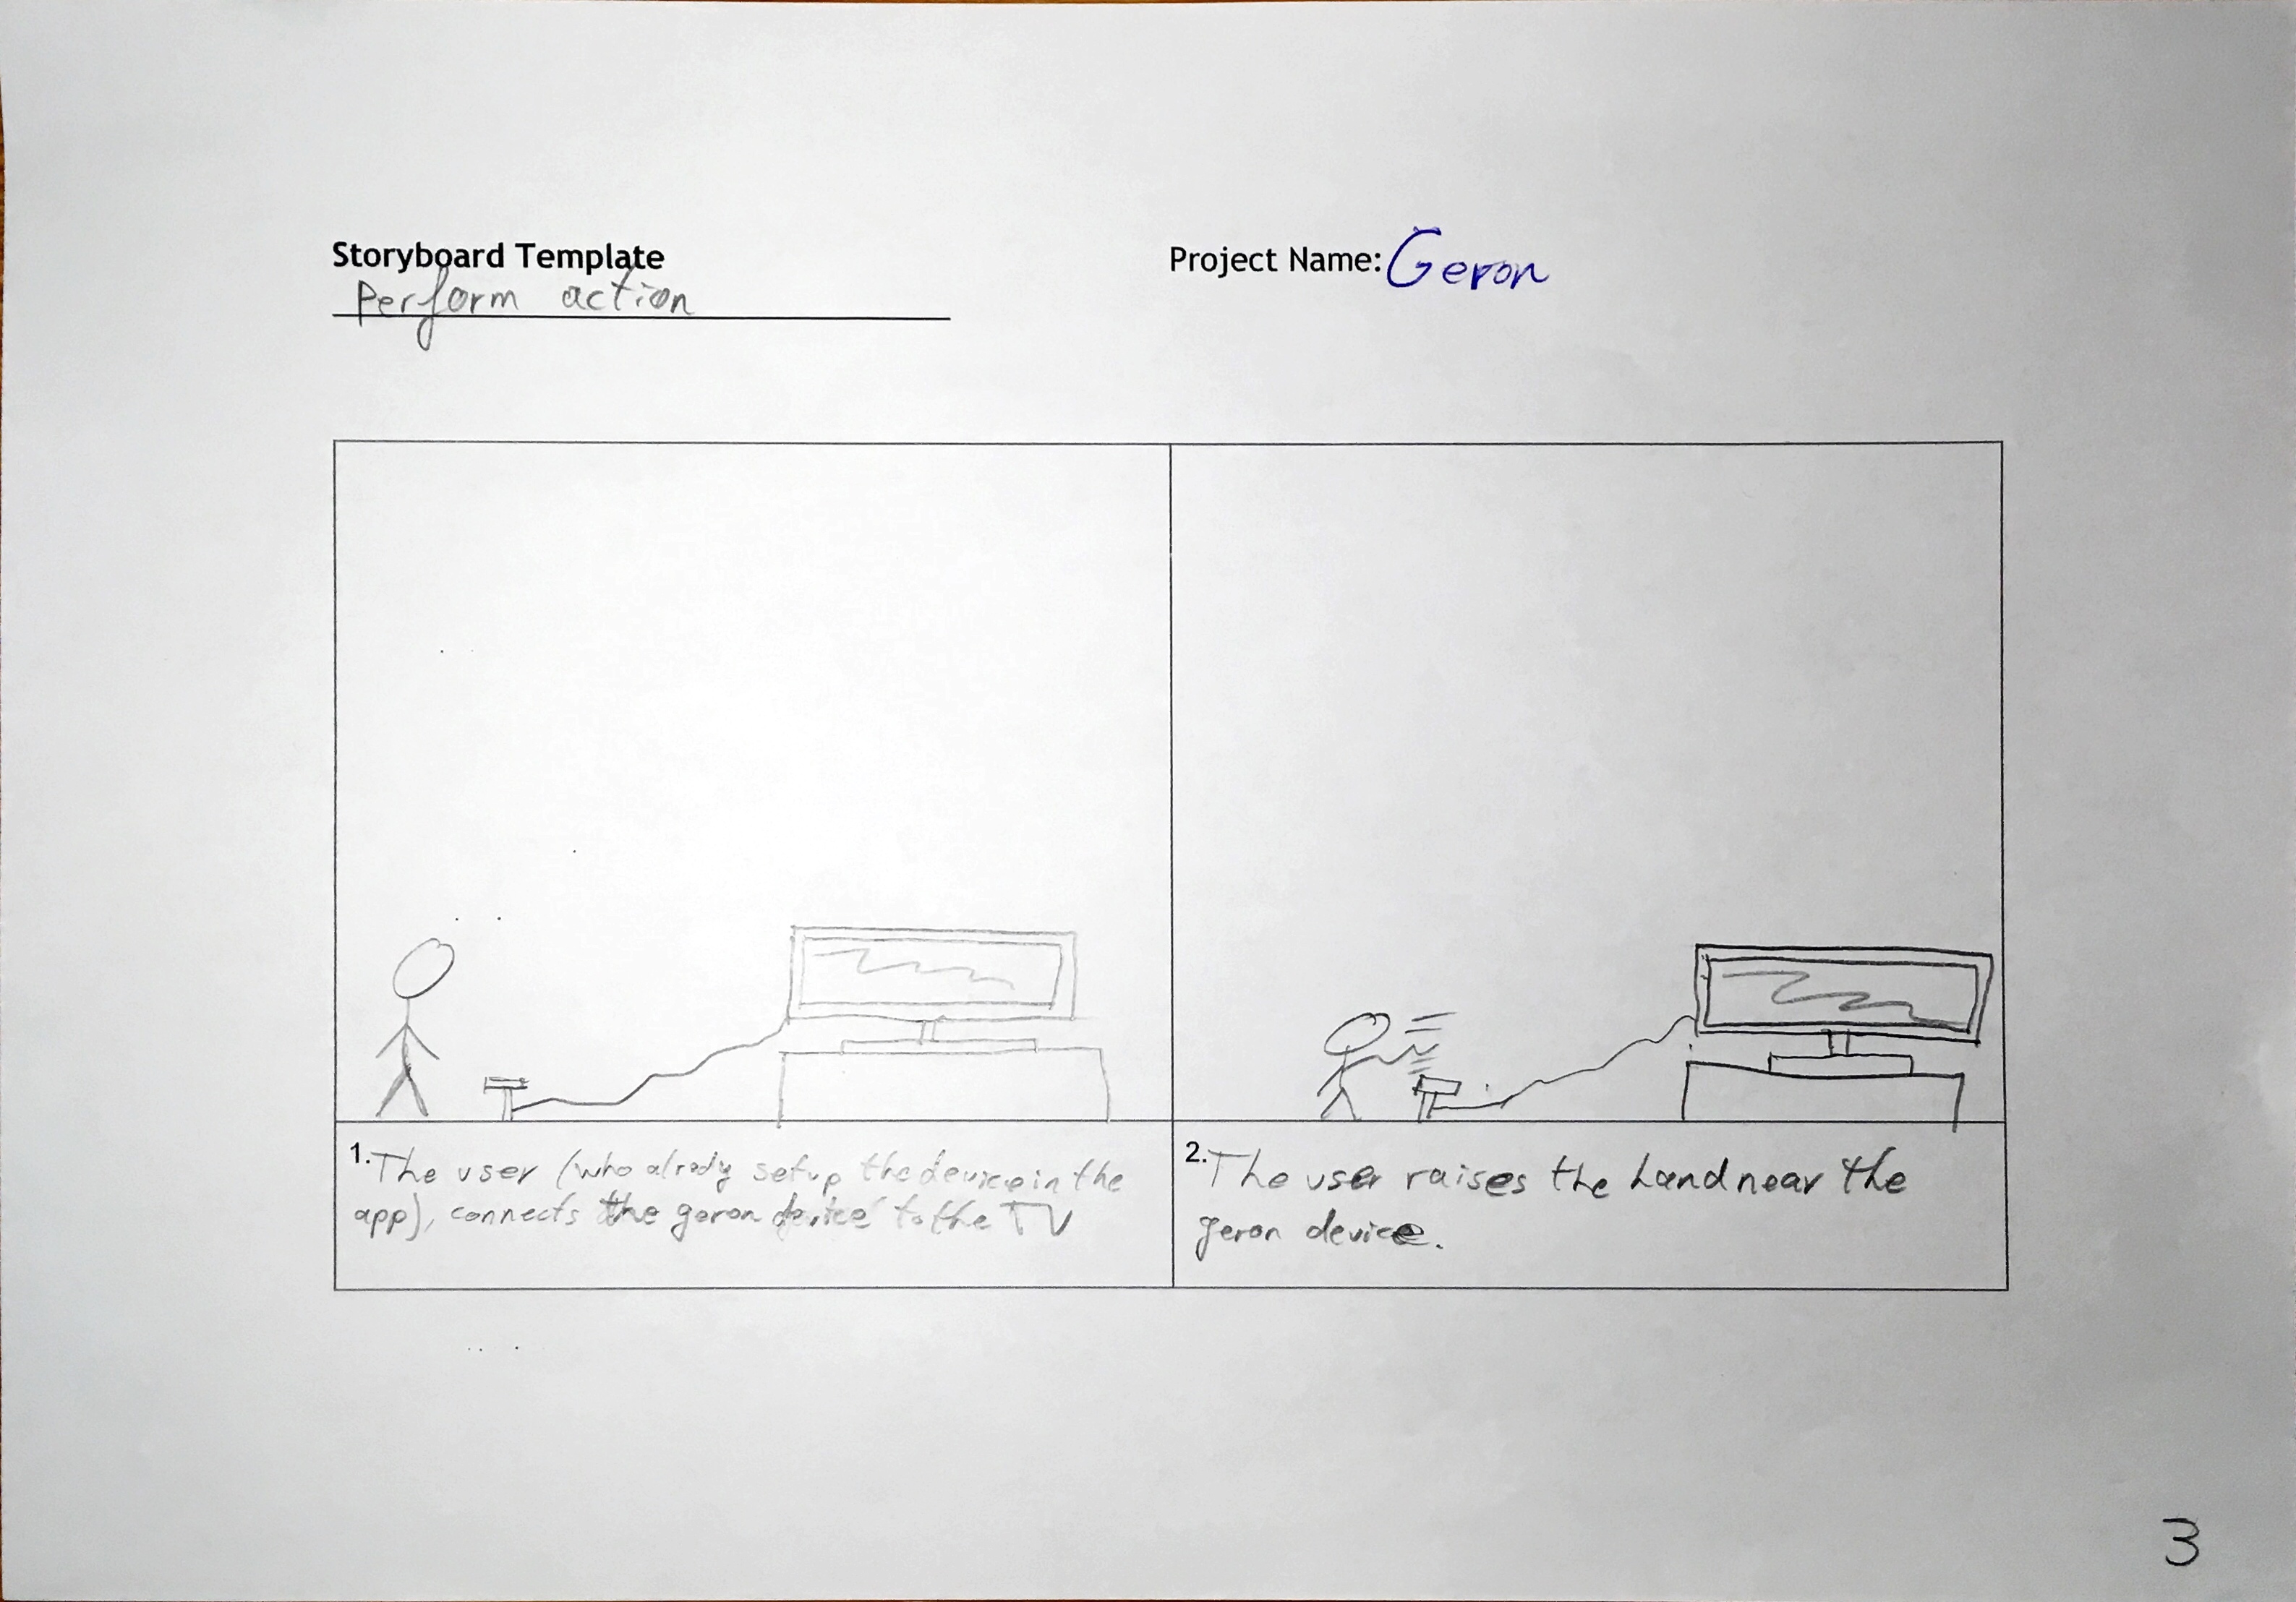 Storyboard Template
Perform action
Project Name: Geron
1. The user (who alredy setup the device in the
app), connects the geron device to the TV
2. The user raises the hand near the
geron device.
3